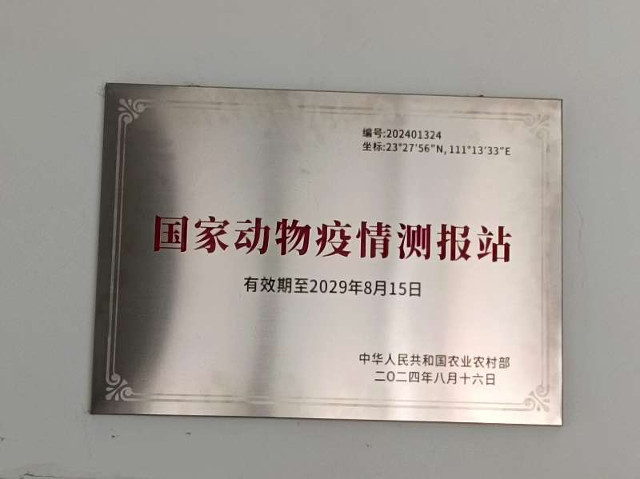 编号:202401324
坐标:23°27'56"N, 111°13'33"E
国家动物疫情测报站
有效期至2029年8月15日
中华人民共和国农业农村部
二〇二四年八月十六日